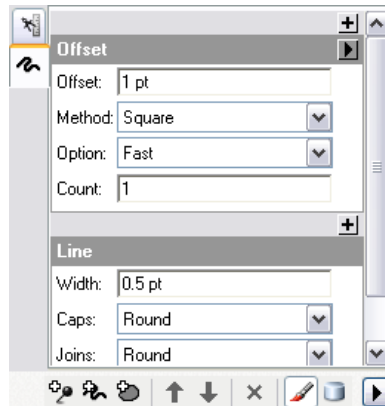 Offset
Offset: 1 pt
Method: Square
Option: Fast
Count: 1
Line
Width: 0.5 pt
Caps: Round
Joins: Round